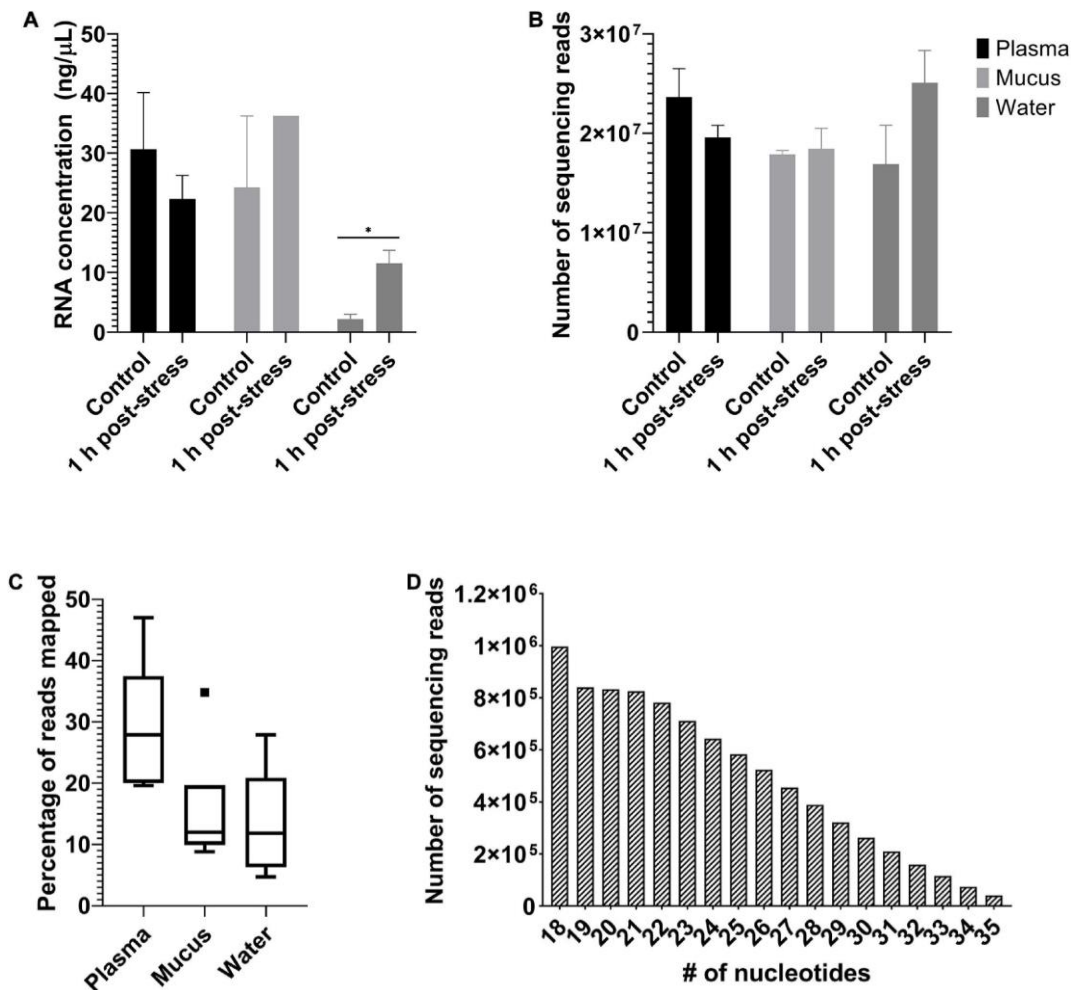 A
RNA concentration (ng/µL)
50
40
30
20
10
0
*
Control
1 h post-stress
Control
1 h post-stress
Control
1 h post-stress
B
Number of sequencing reads
3×10⁷
2×10⁷
1×10⁷
0
Control
1 h post-stress
Control
1 h post-stress
Control
1 h post-stress
Plasma
Mucus
Water
C
Percentage of reads mapped
50
40
30
20
10
0
Plasma
Mucus
Water
D
Number of sequencing reads
1.2×10⁶
1×10⁶
8×10⁵
6×10⁵
4×10⁵
2×10⁵
0
18
19
20
21
22
23
24
25
26
27
28
29
30
31
32
33
34
35
# of nucleotides